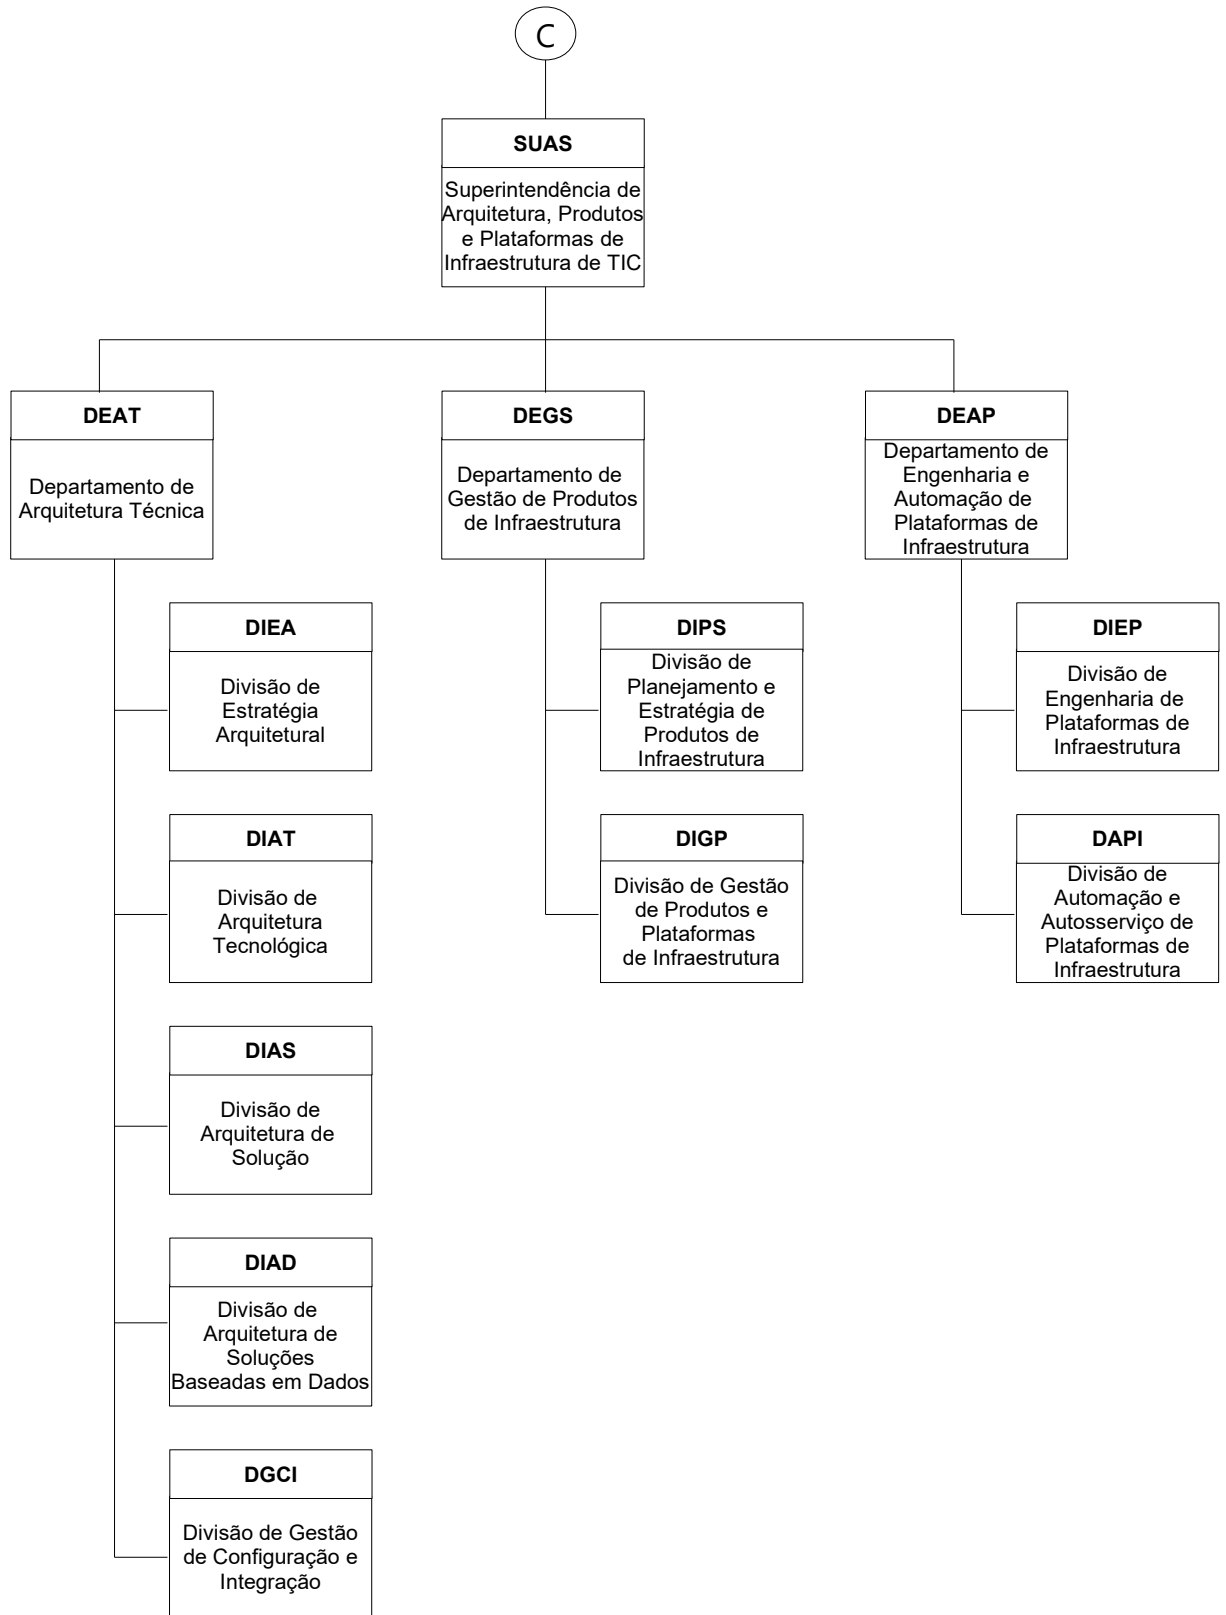 C
SUAS
Superintendência de
Arquitetura, Produtos
e Plataformas de
Infraestrutura de TIC
DEAT
Departamento de
Arquitetura Técnica
DEGS
Departamento de
Gestão de Produtos
de Infraestrutura
DEAP
Departamento de
Engenharia e
Automação de
Plataformas de
Infraestrutura
DIEA
Divisão de
Estratégia
Arquitetural
DIPS
Divisão de
Planejamento e
Estratégia de
Produtos de
Infraestrutura
DIEP
Divisão de
Engenharia de
Plataformas de
Infraestrutura
DIAT
Divisão de
Arquitetura
Tecnológica
DIGP
Divisão de Gestão
de Produtos e
Plataformas
de Infraestrutura
DAPI
Divisão de
Automação e
Autosserviço de
Plataformas de
Infraestrutura
DIAS
Divisão de
Arquitetura de
Solução
DIAD
Divisão de
Arquitetura de
Soluções
Baseadas em Dados
DGCI
Divisão de Gestão
de Configuração e
Integração